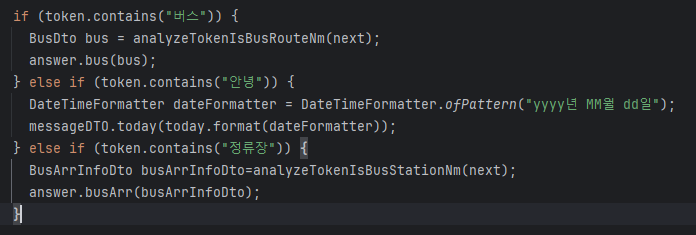 if (token.contains("버스")) {
  BusDto bus = analyzeTokenIsBusRouteNm(next);
  answer.bus(bus);
} else if (token.contains("안녕")) {
  DateTimeFormatter dateFormatter = DateTimeFormatter.ofPattern("yyyy년 MM월 dd일");
  messageDTO.today(today.format(dateFormatter));
} else if (token.contains("정류장")) {
  BusArrInfoDto busArrInfoDto=analyzeTokenIsBusStationNm(next);
  answer.busArr(busArrInfoDto);
}